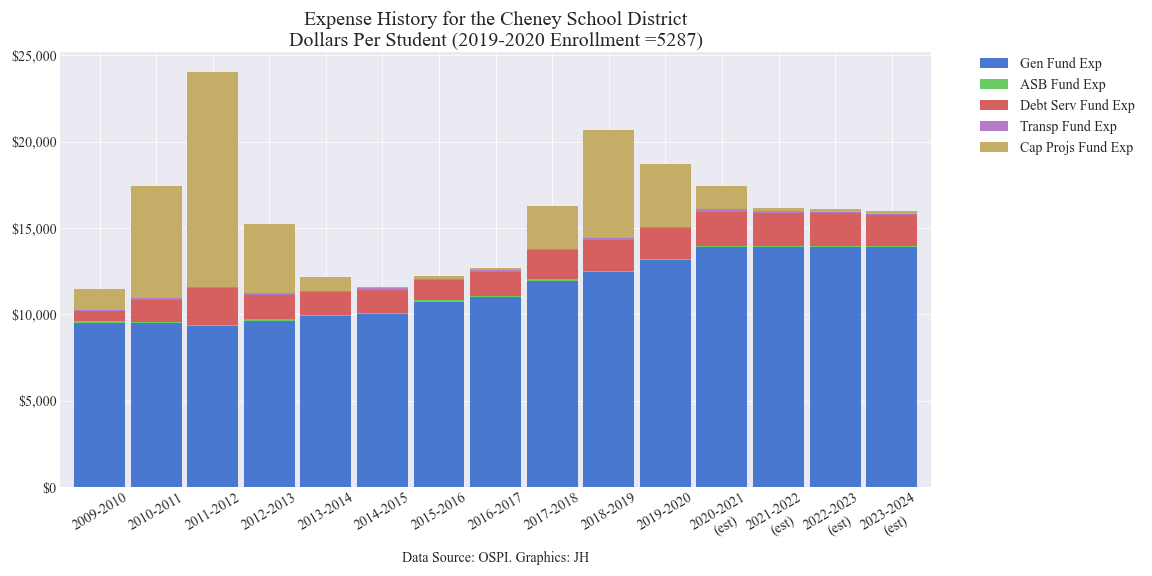 Expense History for the Cheney School District
Dollars Per Student (2019-2020 Enrollment =5287)
$25,000
$20,000
$15,000
$10,000
$5,000
$0
Gen Fund Exp
ASB Fund Exp
Debt Serv Fund Exp
Transp Fund Exp
Cap Projs Fund Exp
2009-2010
2010-2011
2011-2012
2012-2013
2013-2014
2014-2015
2015-2016
2016-2017
2017-2018
2018-2019
2019-2020
2020-2021
(est)
2021-2022
(est)
2022-2023
(est)
2023-2024
(est)
Data Source: OSPI. Graphics: JH